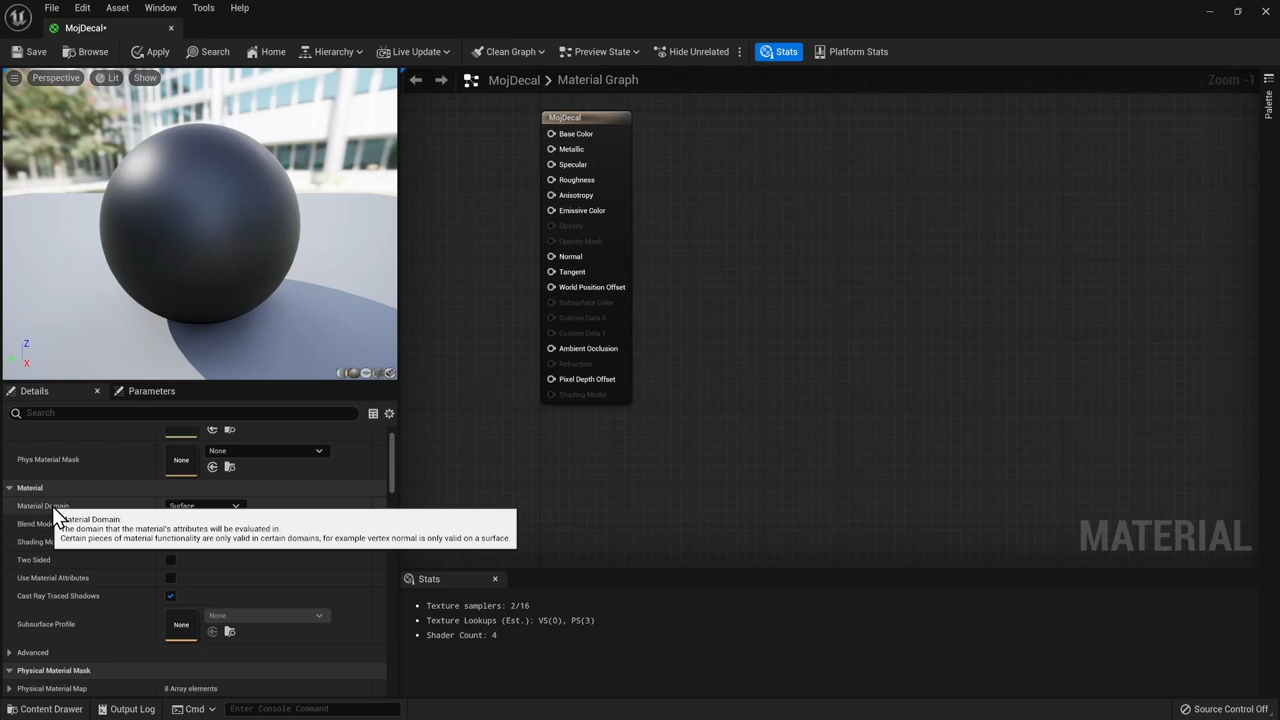 File Edit Asset Window Tools Help
MojDecal•
Save Browse Apply Search Home Hierarchy Live Update Clean Graph Preview State Hide Unrelated Stats Platform Stats
Perspective Lit Show
MojDecal > Material Graph
Zoom -1
Palette
MojDecal
Base Color
Metallic
Specular
Roughness
Anisotropy
Emissive Color
Opacity
Opacity Mask
Normal
Tangent
World Position Offset
Subsurface Color
Custom Data 0
Custom Data 1
Ambient Occlusion
Refraction
Pixel Depth Offset
Shading Model
Z
X
Details Parameters
Search
None
Phys Material Mask None
Material
Material Domain Surface
Material Domain:
The domain that the material's attributes will be evaluated in.
Certain pieces of material functionality are only valid in certain domains, for example vertex normal is only valid on a surface.
Two Sided
Use Material Attributes
Cast Ray Traced Shadows
None
Subsurface Profile None
Advanced
Physical Material Mask
Physical Material Map 8 Array elements
MATERIAL
Stats
• Texture samplers: 2/16
• Texture Lookups (Est.): VS(0), PS(3)
• Shader Count: 4
Content Drawer Output Log Cmd Enter Console Command Source Control Off